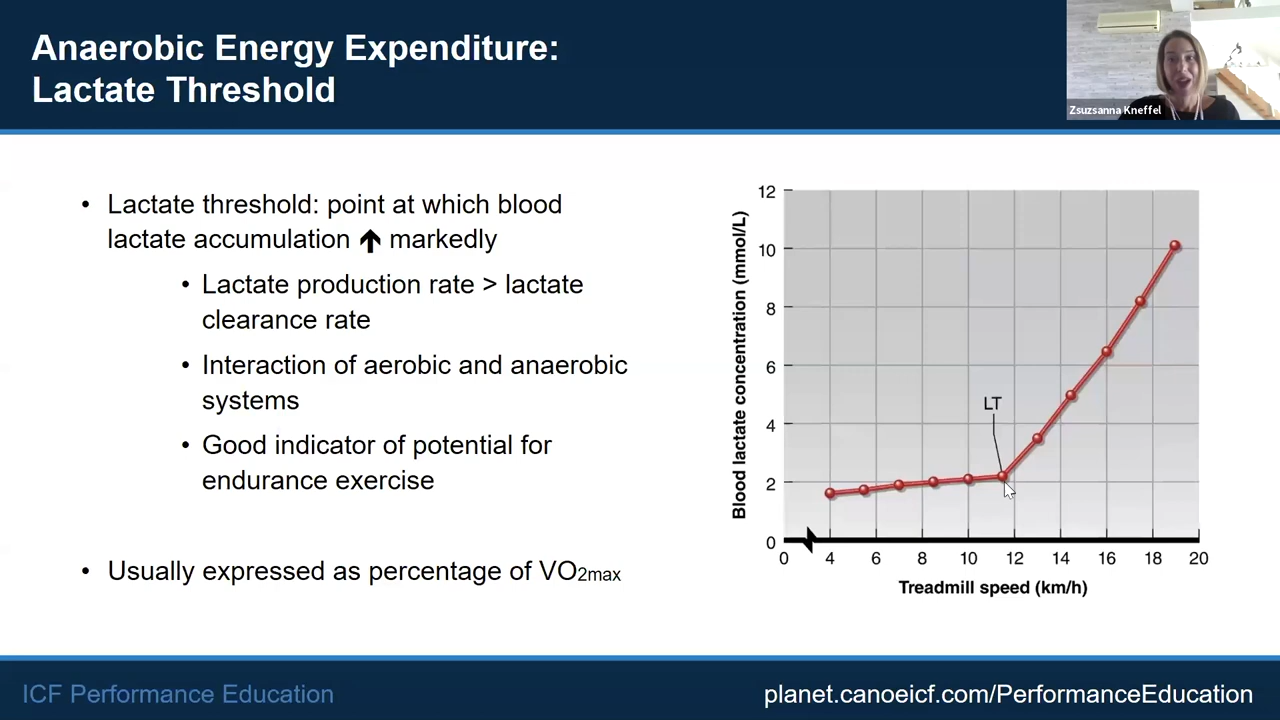 Anaerobic Energy Expenditure:
Lactate Threshold
Zsuzsanna Kneffel
• Lactate threshold: point at which blood
lactate accumulation 🡹 markedly
• Lactate production rate > lactate
clearance rate
• Interaction of aerobic and anaerobic
systems
• Good indicator of potential for
endurance exercise
• Usually expressed as percentage of VO2max
Blood lactate concentration (mmol/L)
12
10
8
6
4
2
0
LT
0 4 6 8 10 12 14 16 18 20
Treadmill speed (km/h)
ICF Performance Education
planet.canoeicf.com/PerformanceEducation